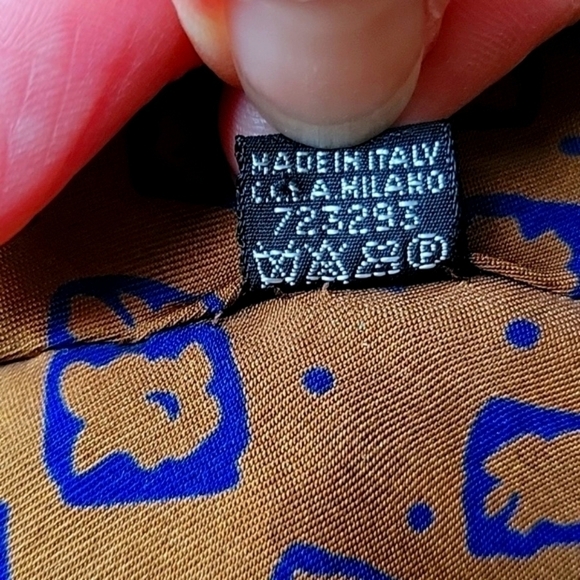 MADE IN ITALY
C.C.I.A.A MILANO
723293
P